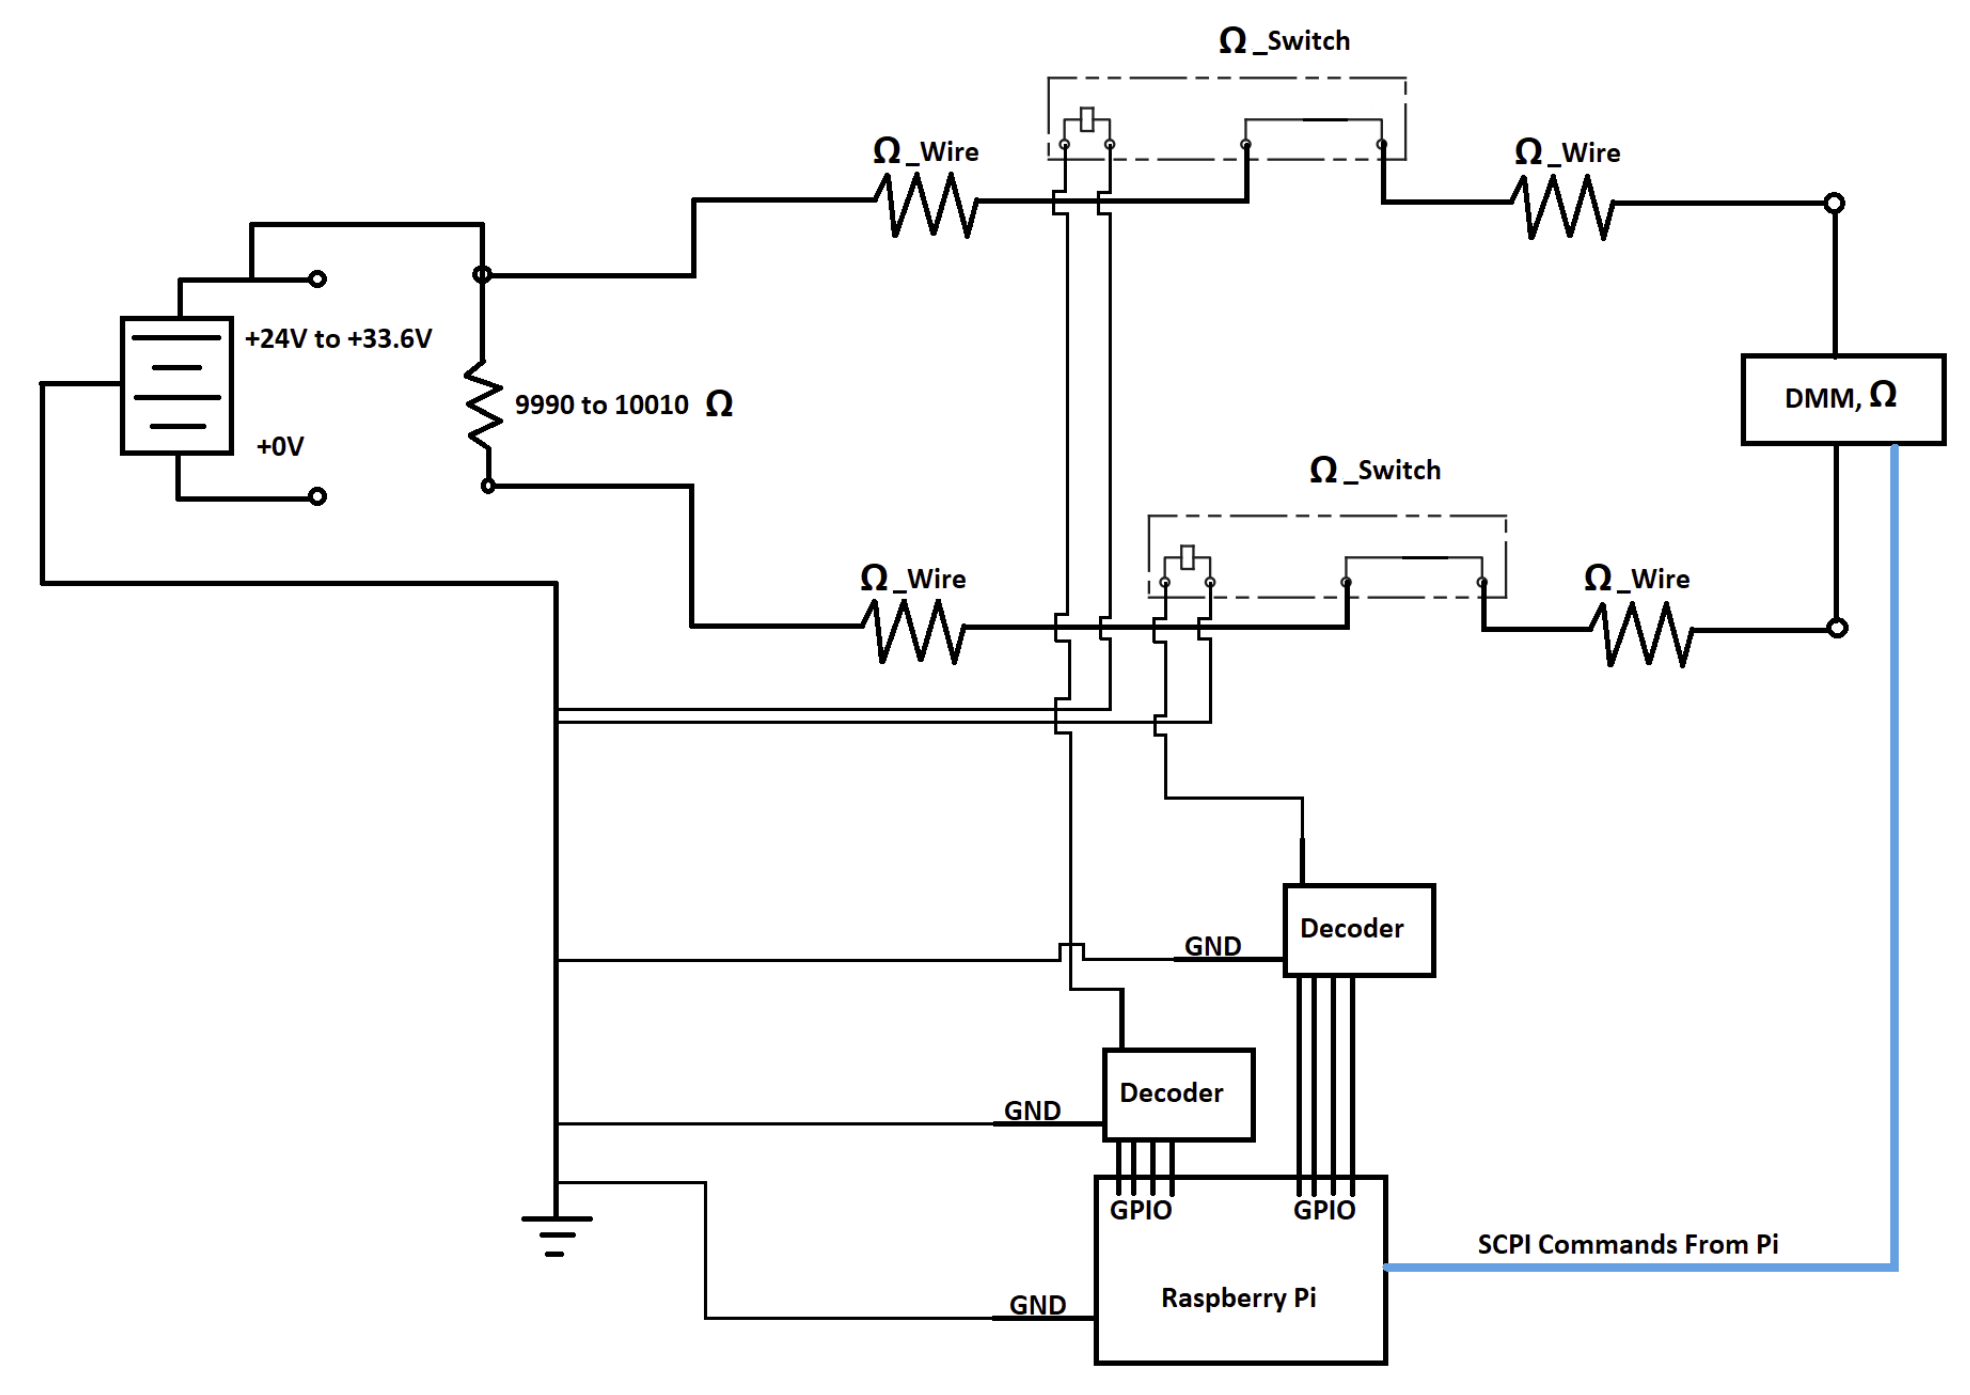 Ω_Switch
Ω_Wire
Ω_Wire
+24V to +33.6V
9990 to 10010 Ω
DMM, Ω
+0V
Ω_Switch
Ω_Wire
Ω_Wire
Decoder
GND
Decoder
GND
GPIO
GPIO
SCPI Commands From Pi
Raspberry Pi
GND